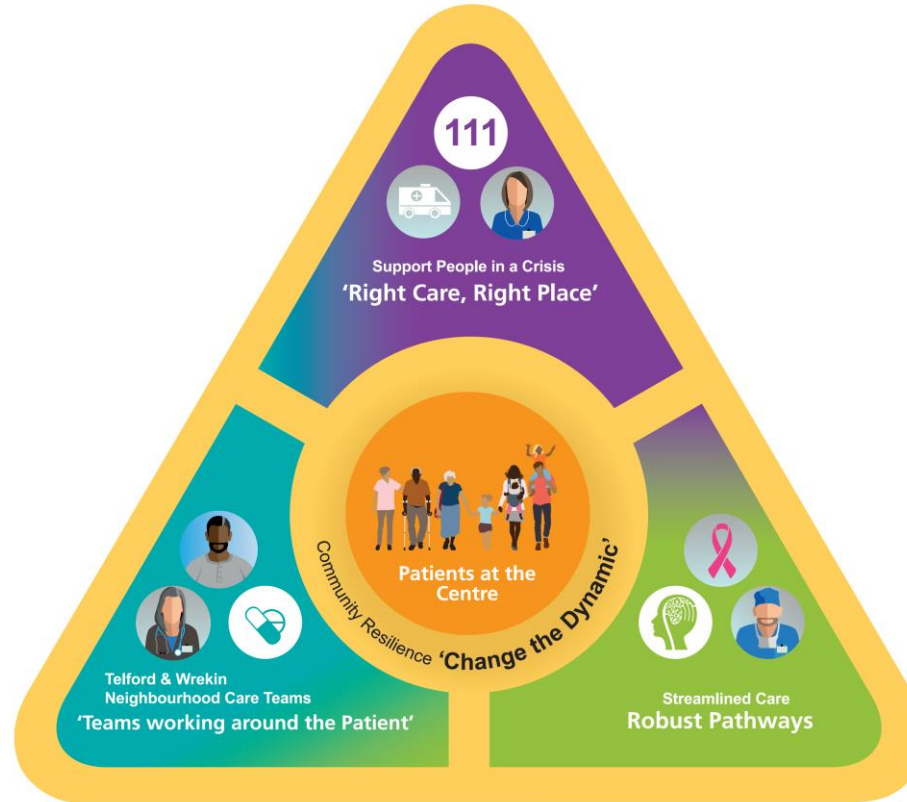 111
Support People in a Crisis
‘Right Care, Right Place’
Patients at the
Centre
Community Resilience ‘Change the Dynamic’
Telford & Wrekin
Neighbourhood Care Teams
‘Teams working around the Patient’
Streamlined Care
Robust Pathways